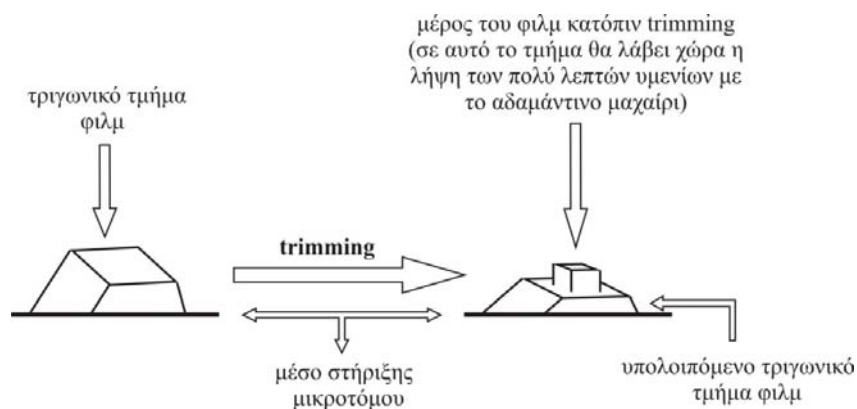 μέρος του φιλμ κατόπιν trimming
(σε αυτό το τμήμα θα λάβει χώρα η
λήψη των πολύ λεπτών υμενίων με
το αδαμάντινο μαχαίρι)
τριγωνικό τμήμα
φιλμ
trimming
μέσο στήριξης
μικροτόμου
υπολοιπόμενο τριγωνικό
τμήμα φιλμ